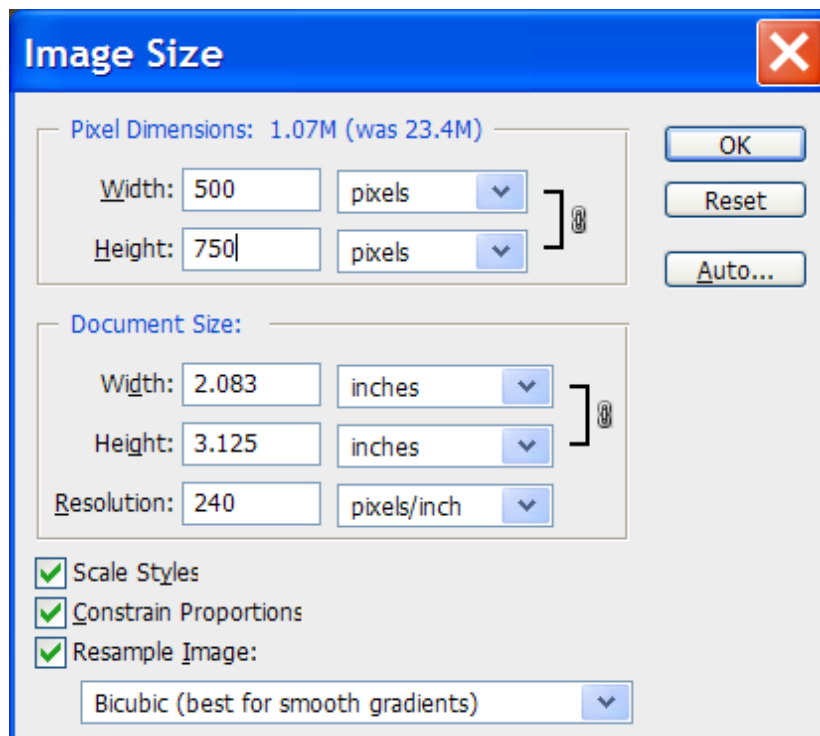 Image Size
Pixel Dimensions: 1.07M (was 23.4M)
OK
Width: 500 pixels
Reset
Height: 750 pixels
Auto...
Document Size:
Width: 2.083 inches
Height: 3.125 inches
Resolution: 240 pixels/inch
Scale Styles
Constrain Proportions
Resample Image:
Bicubic (best for smooth gradients)